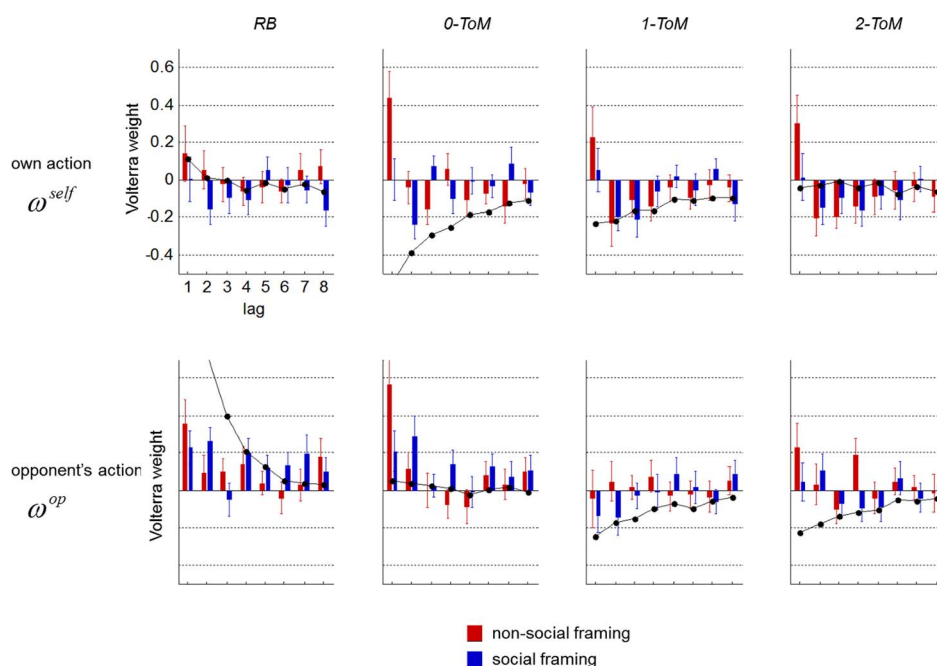 RB
0-ToM
1-ToM
2-ToM
0.6
0.4
0.2
0
-0.2
-0.4
Volterra weight
own action
ω^self
1 2 3 4 5 6 7 8
lag
Volterra weight
opponent's action
ω^op
non-social framing
social framing